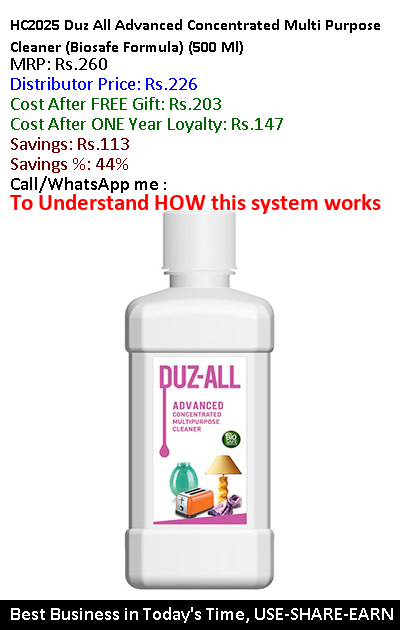 HC2025 Duz All Advanced Concentrated Multi Purpose
Cleaner (Biosafe Formula) (500 Ml)
MRP: Rs.260
Distributor Price: Rs.226
Cost After FREE Gift: Rs.203
Cost After ONE Year Loyalty: Rs.147
Savings: Rs.113
Savings %: 44%
Call/WhatsApp me :
To Understand HOW this system works
DUZ-ALL
ADVANCED
CONCENTRATED
MULTIPURPOSE
CLEANER
BIO
SAFE
Best Business in Today's Time, USE-SHARE-EARN